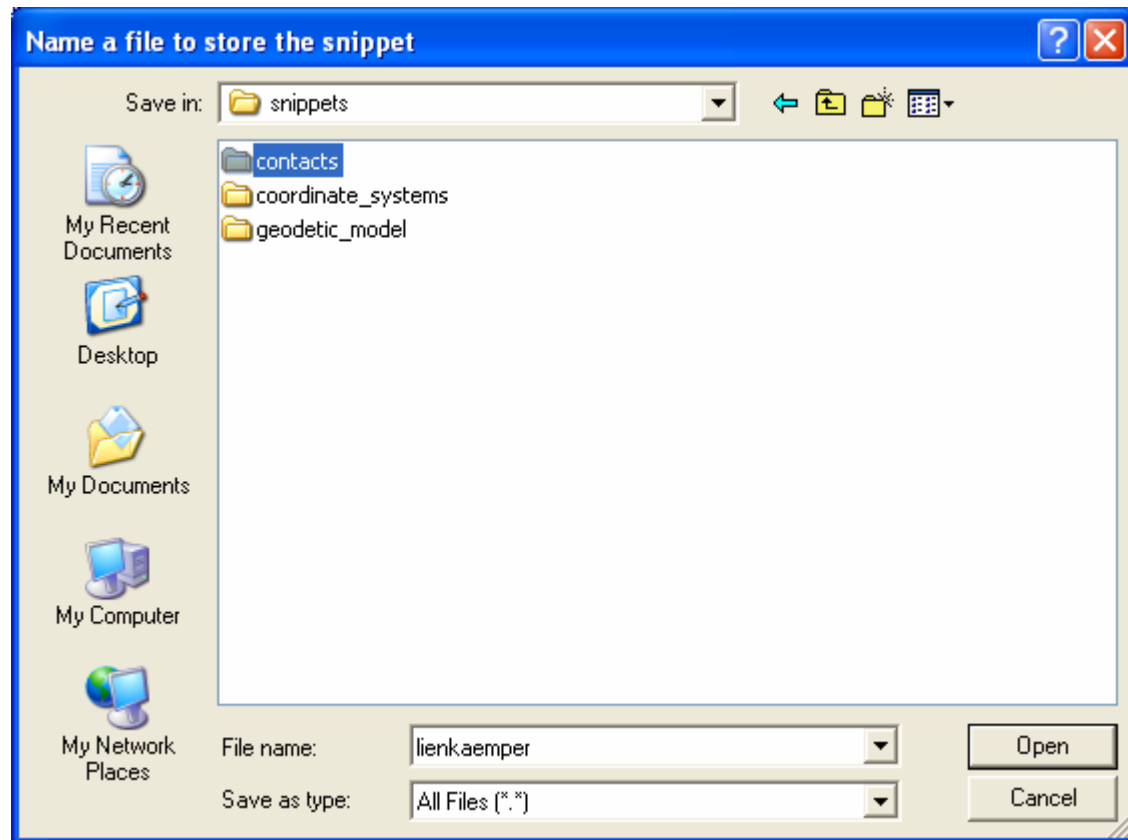 Name a file to store the snippet
Save in:
snippets
contacts
coordinate_systems
geodetic_model
My Recent
Documents
Desktop
My Documents
My Computer
My Network
Places
File name:
lienkaemper
Open
Save as type:
All Files (*.*)
Cancel